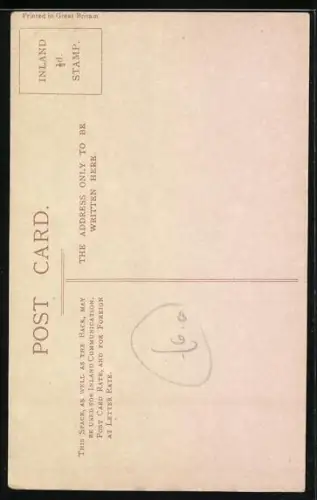 Printed in Great Britain
POST CARD.
INLAND
½d.
STAMP.
THIS SPACE, AS WELL AS THE BACK, MAY
BE USED FOR INLAND COMMUNICATION,
POST CARD RATE, AND FOR FOREIGN
AT LETTER RATE.
THE ADDRESS ONLY TO BE
WRITTEN HERE.